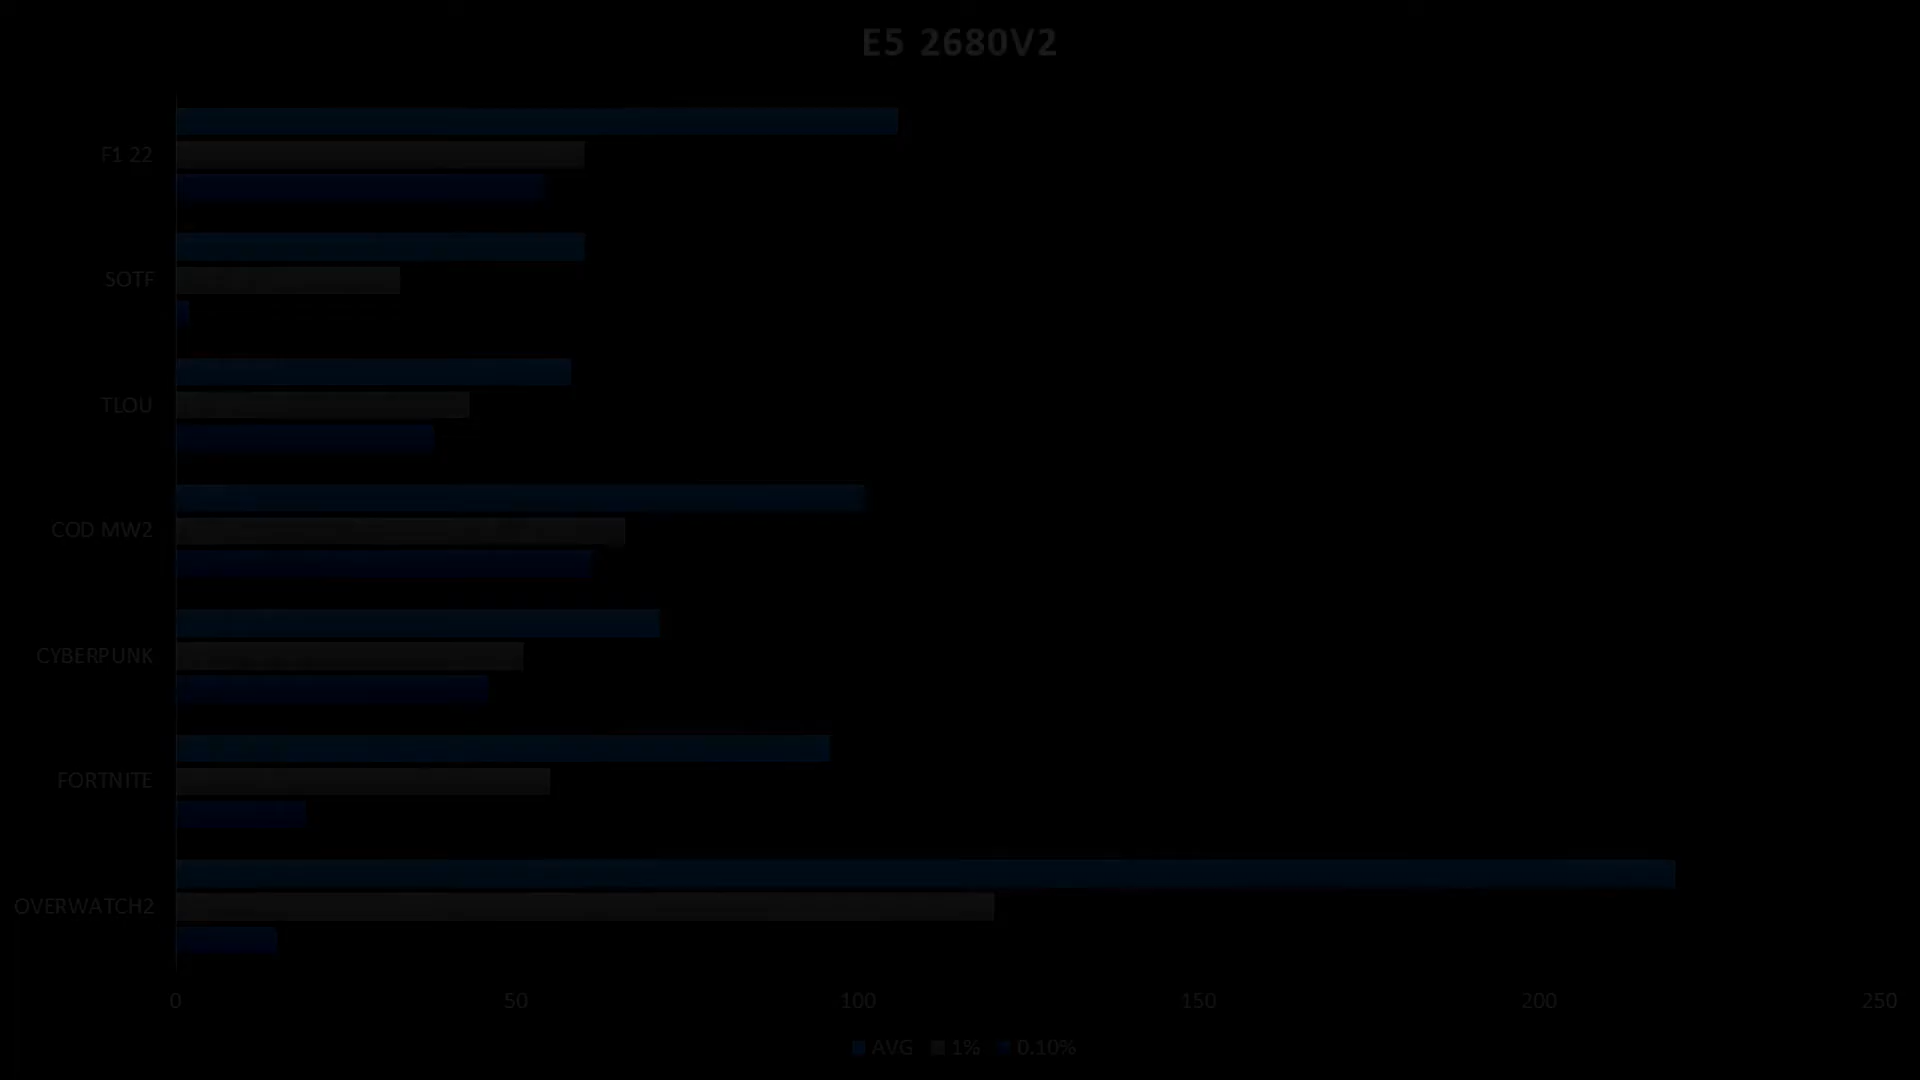 E5 2680V2
F1 22
SOTF
TLOU
COD MW2
CYBERPUNK
FORTNITE
OVERWATCH2
0 50 100 150 200 250
AVG 1% 0.10%